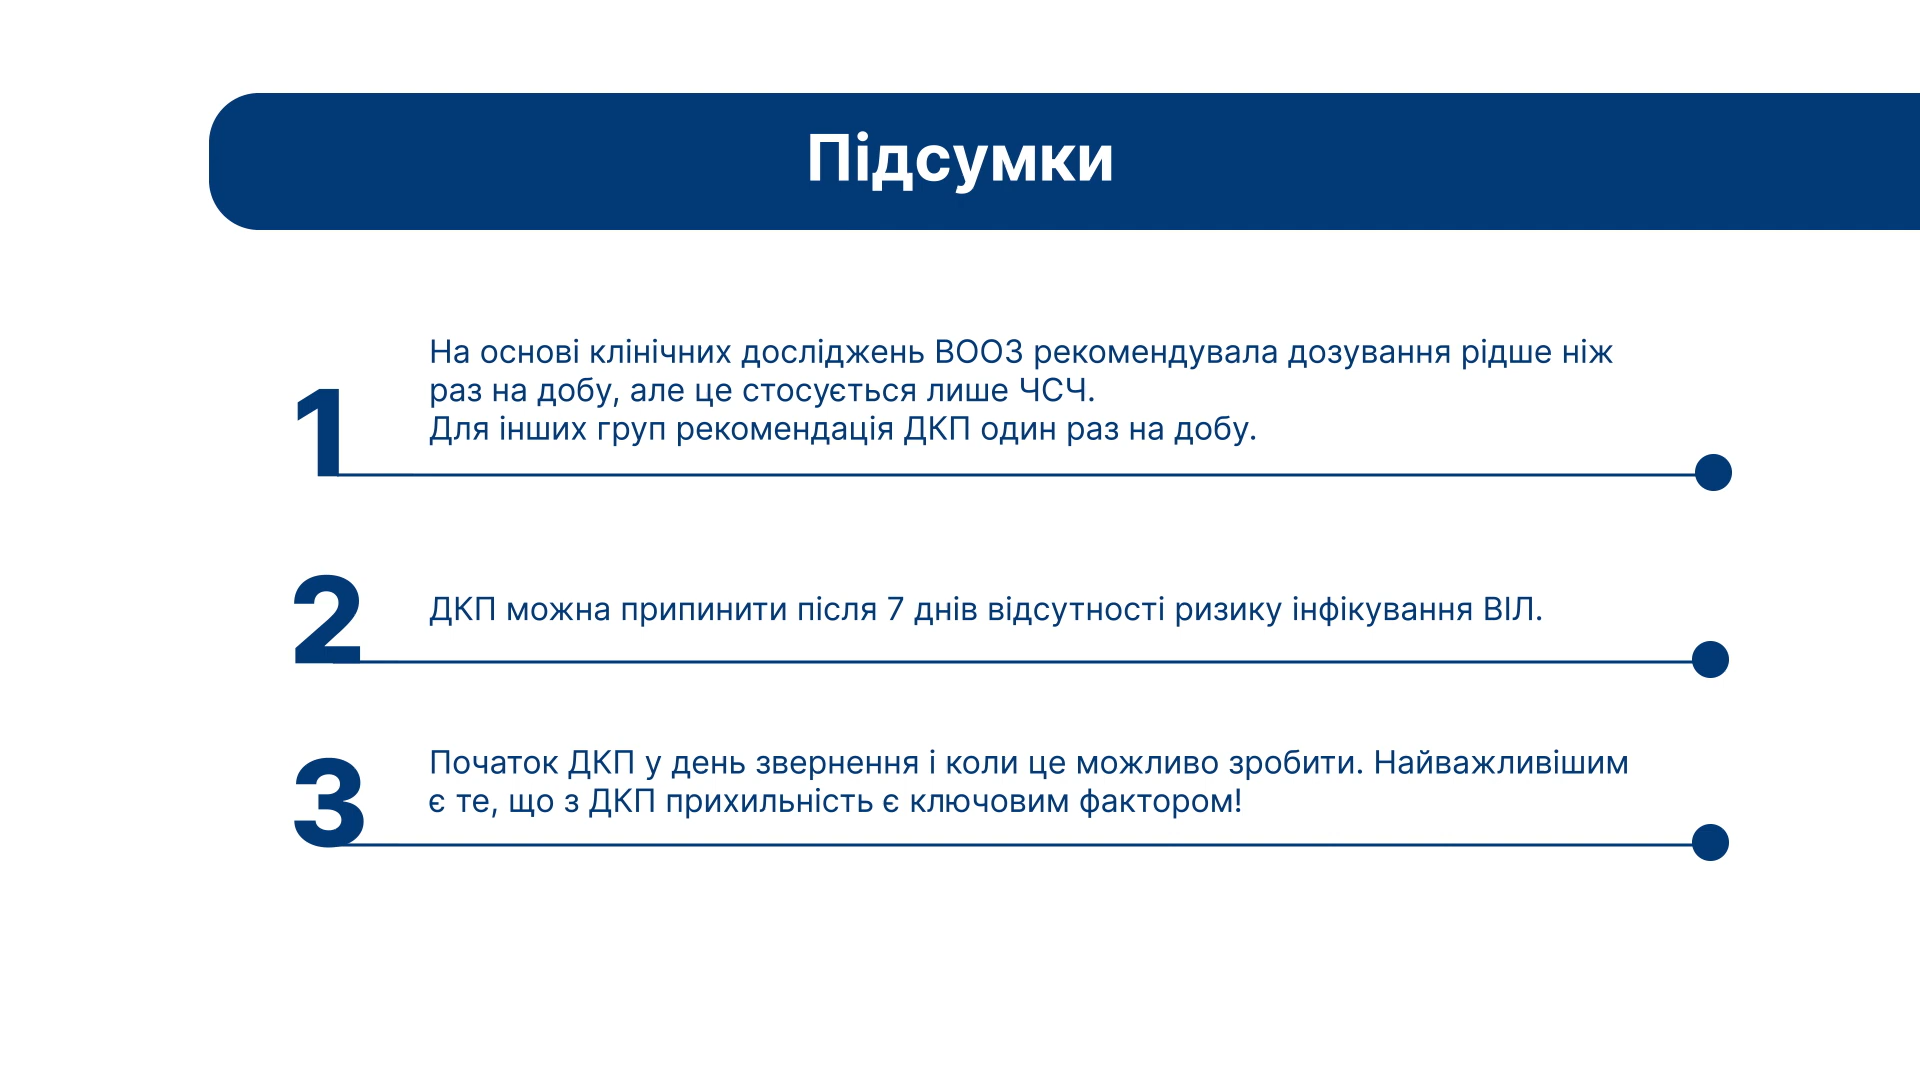 Підсумки
1
На основі клінічних досліджень ВООЗ рекомендувала дозування рідше ніж
раз на добу, але це стосується лише ЧСЧ.
Для інших груп рекомендація ДКП один раз на добу.
2
ДКП можна припинити після 7 днів відсутності ризику інфікування ВІЛ.
3
Початок ДКП у день звернення і коли це можливо зробити. Найважливішим
є те, що з ДКП прихильність є ключовим фактором!